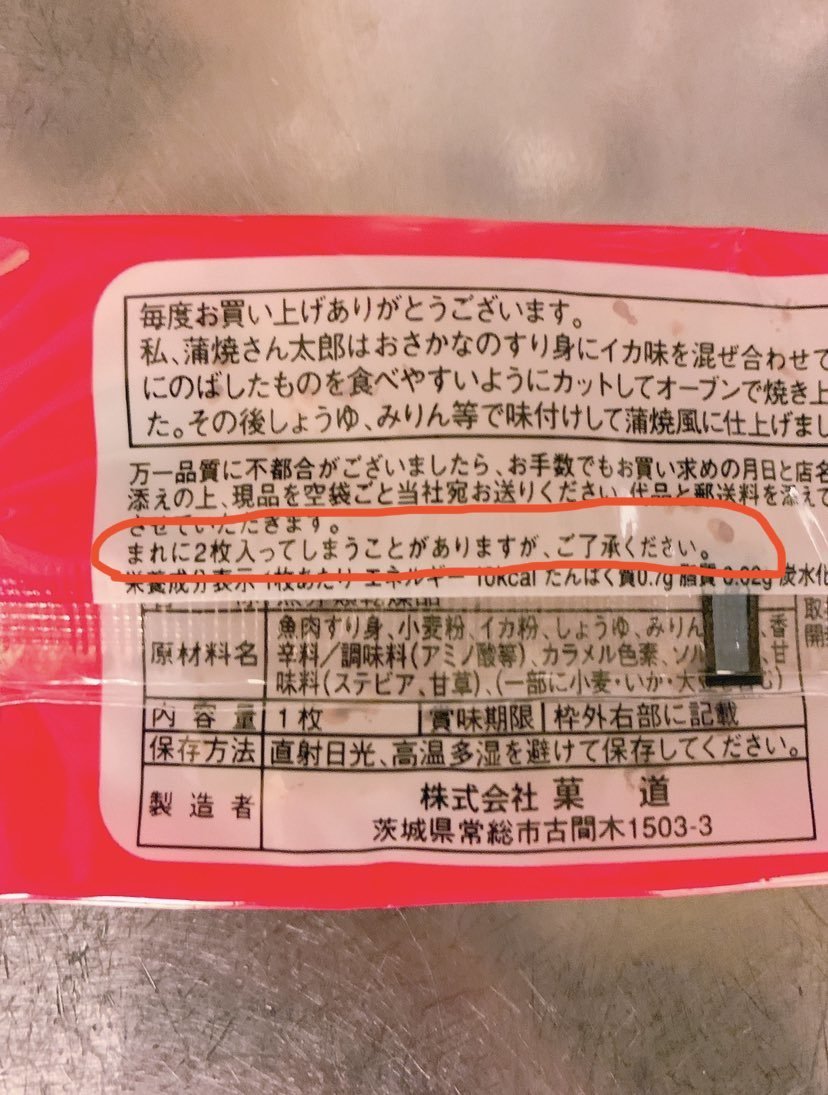 毎度お買い上げありがとうございます。
私、蒲焼さん太郎はおさかなのすり身にイカ味を混ぜ合わせて
にのばしたものを食べやすいようにカットしてオーブンで焼き上
た。その後しょうゆ、みりん等で味付けして蒲焼風に仕上げまし
万一品質に不都合がございましたら、お手数でもお買い求めの月日と店名
添えの上、現品を空袋ごと当社宛お送りください。代品と郵送料を添えて
させていただきます。
まれに2枚入ってしまうことがありますが、ご了承ください。
栄養成分表示 1枚あたり エネルギー 10kcal たんぱく質0.7g 脂質 0.02g 炭水化
原材料名
魚肉すり身、小麦粉、イカ粉、しょうゆ、みりん 、香
辛料/調味料(アミノ酸等)、カラメル色素、ソル 、甘
味料(ステビア、甘草)、(一部に小麦・いか・大
取
開
内容量 1枚 賞味期限 枠外右部に記載
保存方法 直射日光、高温多湿を避けて保存してください。
製造者 株式会社 菓道
茨城県常総市古間木1503-3